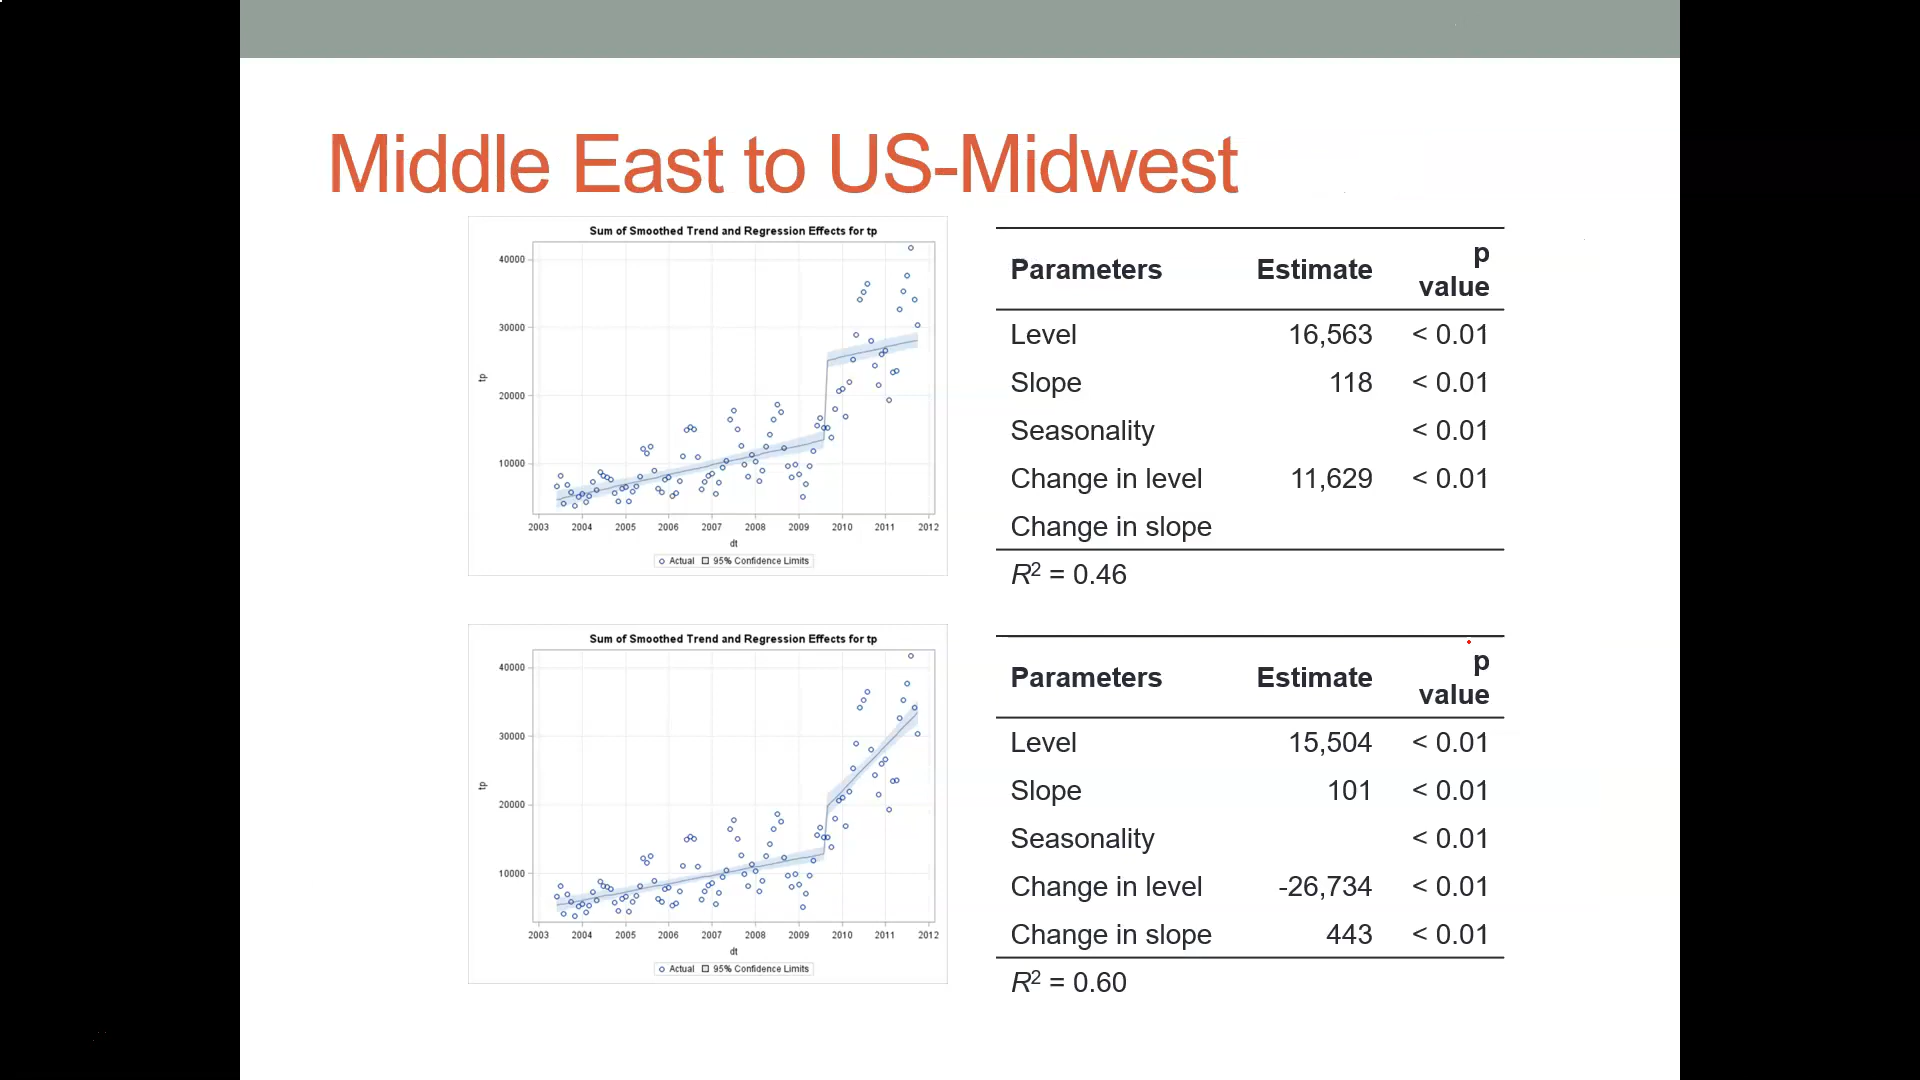 Middle East to US-Midwest
Sum of Smoothed Trend and Regression Effects for tp
40000
30000
20000
10000
tp
2003 2004 2005 2006 2007 2008 2009 2010 2011 2012
dt
Actual 95% Confidence Limits
Parameters Estimate p value
Level 16,563 < 0.01
Slope 118 < 0.01
Seasonality < 0.01
Change in level 11,629 < 0.01
Change in slope
R² = 0.46
Sum of Smoothed Trend and Regression Effects for tp
40000
30000
20000
10000
tp
2003 2004 2005 2006 2007 2008 2009 2010 2011 2012
dt
Actual 95% Confidence Limits
Parameters Estimate p value
Level 15,504 < 0.01
Slope 101 < 0.01
Seasonality < 0.01
Change in level -26,734 < 0.01
Change in slope 443 < 0.01
R² = 0.60